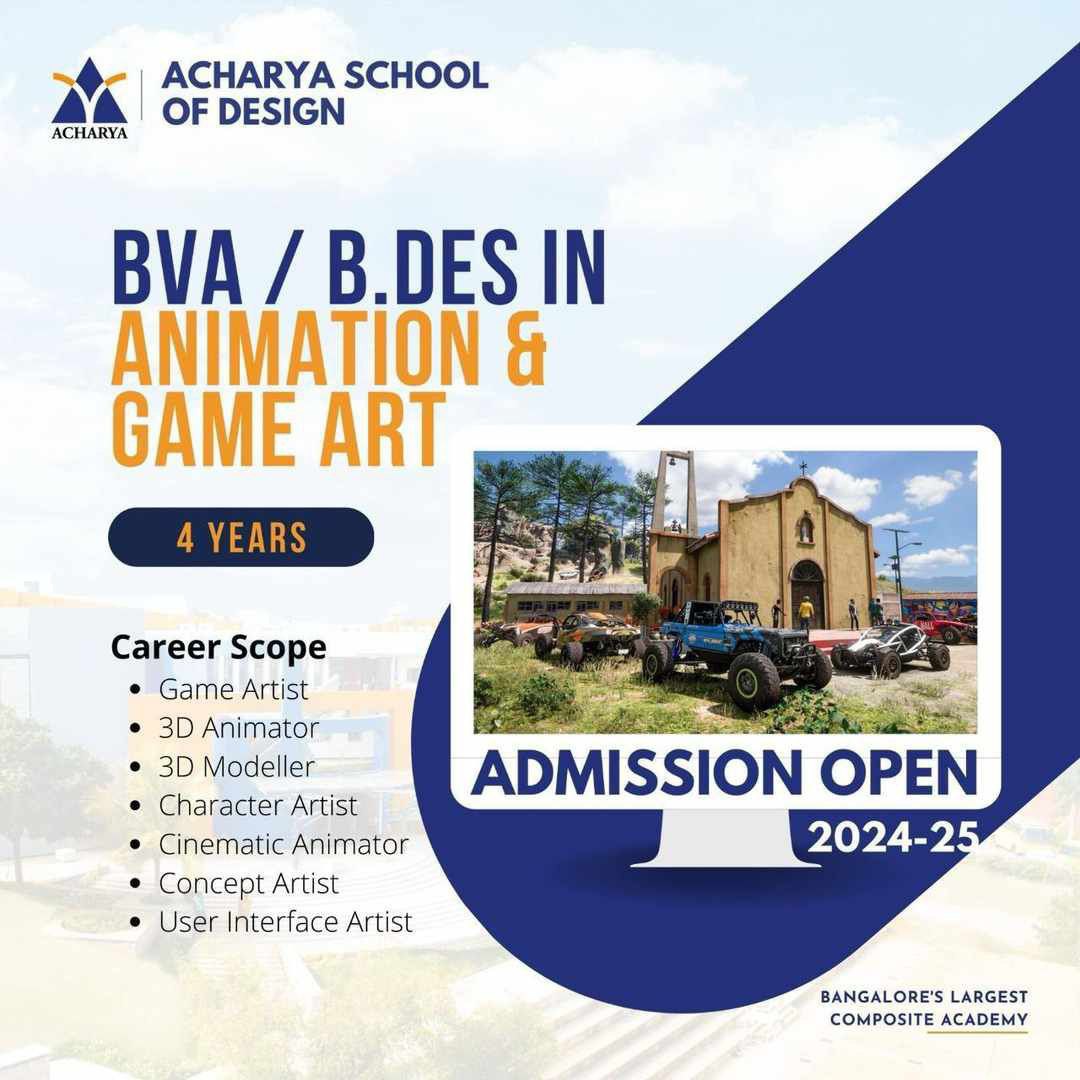 ACHARYA
ACHARYA SCHOOL
OF DESIGN
BVA / B.DES IN
ANIMATION &
GAME ART
4 YEARS
Career Scope
• Game Artist
• 3D Animator
• 3D Modeller
• Character Artist
• Cinematic Animator
• Concept Artist
• User Interface Artist
ADMISSION OPEN
2024-25
BANGALORE'S LARGEST
COMPOSITE ACADEMY